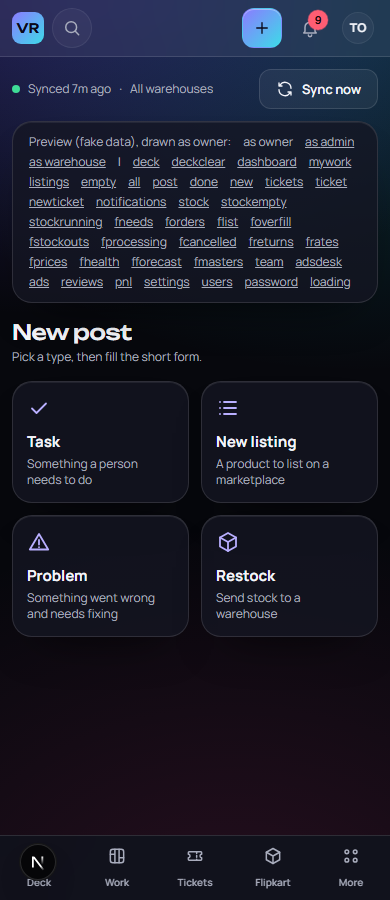 VR
+
9
TO
Synced 7m ago · All warehouses
Sync now
Preview (fake data), drawn as owner: as owner as admin
as warehouse | deck deckclear dashboard mywork
listings empty all post done new tickets ticket
newticket notifications stock stockempty
stockrunning fneeds forders flist foverfill
fstockouts fprocessing fcancelled freturns frates
fprices fhealth fforecast fmasters team adsdesk
ads reviews pnl settings users password loading
New post
Pick a type, then fill the short form.
Task
Something a person
needs to do
New listing
A product to list on a
marketplace
Problem
Something went wrong
and needs fixing
Restock
Send stock to a
warehouse
N
Deck
Work
Tickets
Flipkart
More